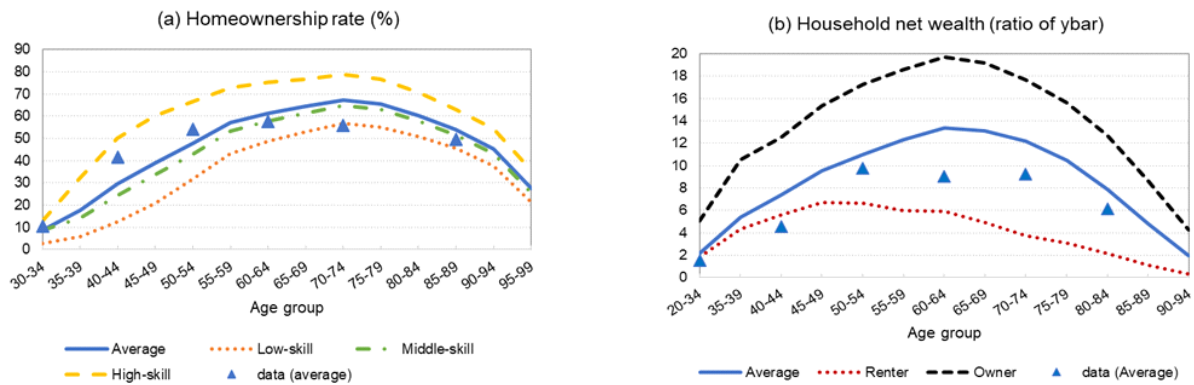 (a) Homeownership rate (%)
90
80
70
60
50
40
30
20
10
0
30-34 35-39 40-44 45-49 50-54 55-59 60-64 65-69 70-74 75-79 80-84 85-89 90-94 95-99
Age group
Average Low-skill Middle-skill
High-skill data (average)
(b) Household net wealth (ratio of ybar)
20
18
16
14
12
10
8
6
4
2
0
20-34 35-39 40-44 45-49 50-54 55-59 60-64 65-69 70-74 75-79 80-84 85-89 90-94
Age group
Average Renter Owner data (Average)